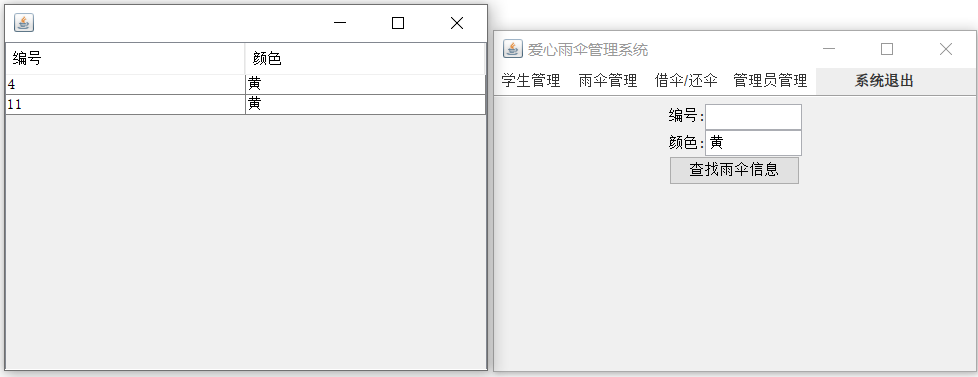 编号 颜色
4 黄
11 黄
爱心雨伞管理系统
学生管理 雨伞管理 借伞/还伞 管理员管理 系统退出
编号:
颜色: 黄
查找雨伞信息